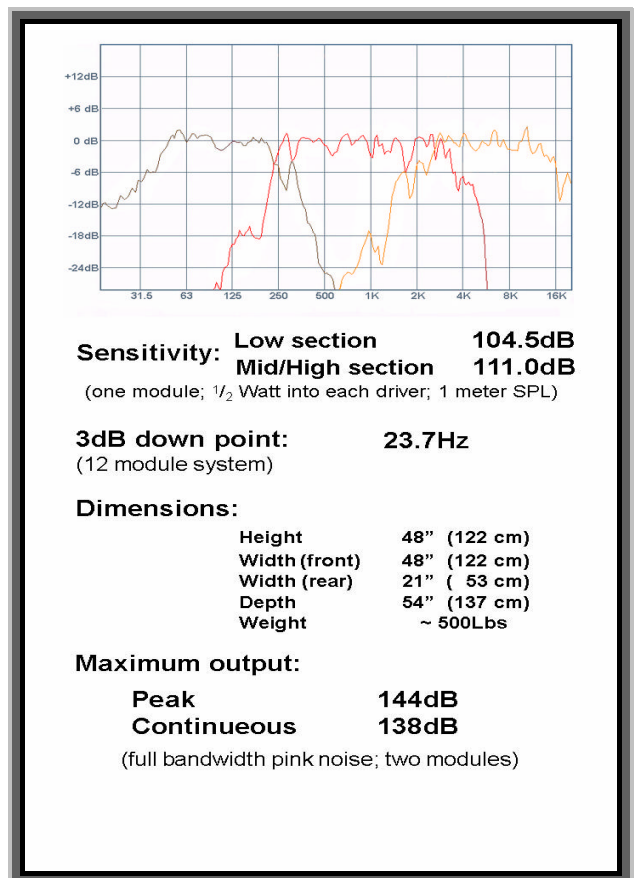 +12dB
+6 dB
0 dB
-6 dB
-12dB
-18dB
-24dB
31.5 63 125 250 500 1K 2K 4K 8K 16K
Sensitivity: Low section 104.5dB
Mid/High section 111.0dB
(one module; 1/2 Watt into each driver; 1 meter SPL)
3dB down point: 23.7Hz
(12 module system)
Dimensions:
Height 48” (122 cm)
Width (front) 48” (122 cm)
Width (rear) 21” ( 53 cm)
Depth 54” (137 cm)
Weight ~ 500Lbs
Maximum output:
Peak 144dB
Continueous 138dB
(full bandwidth pink noise; two modules)